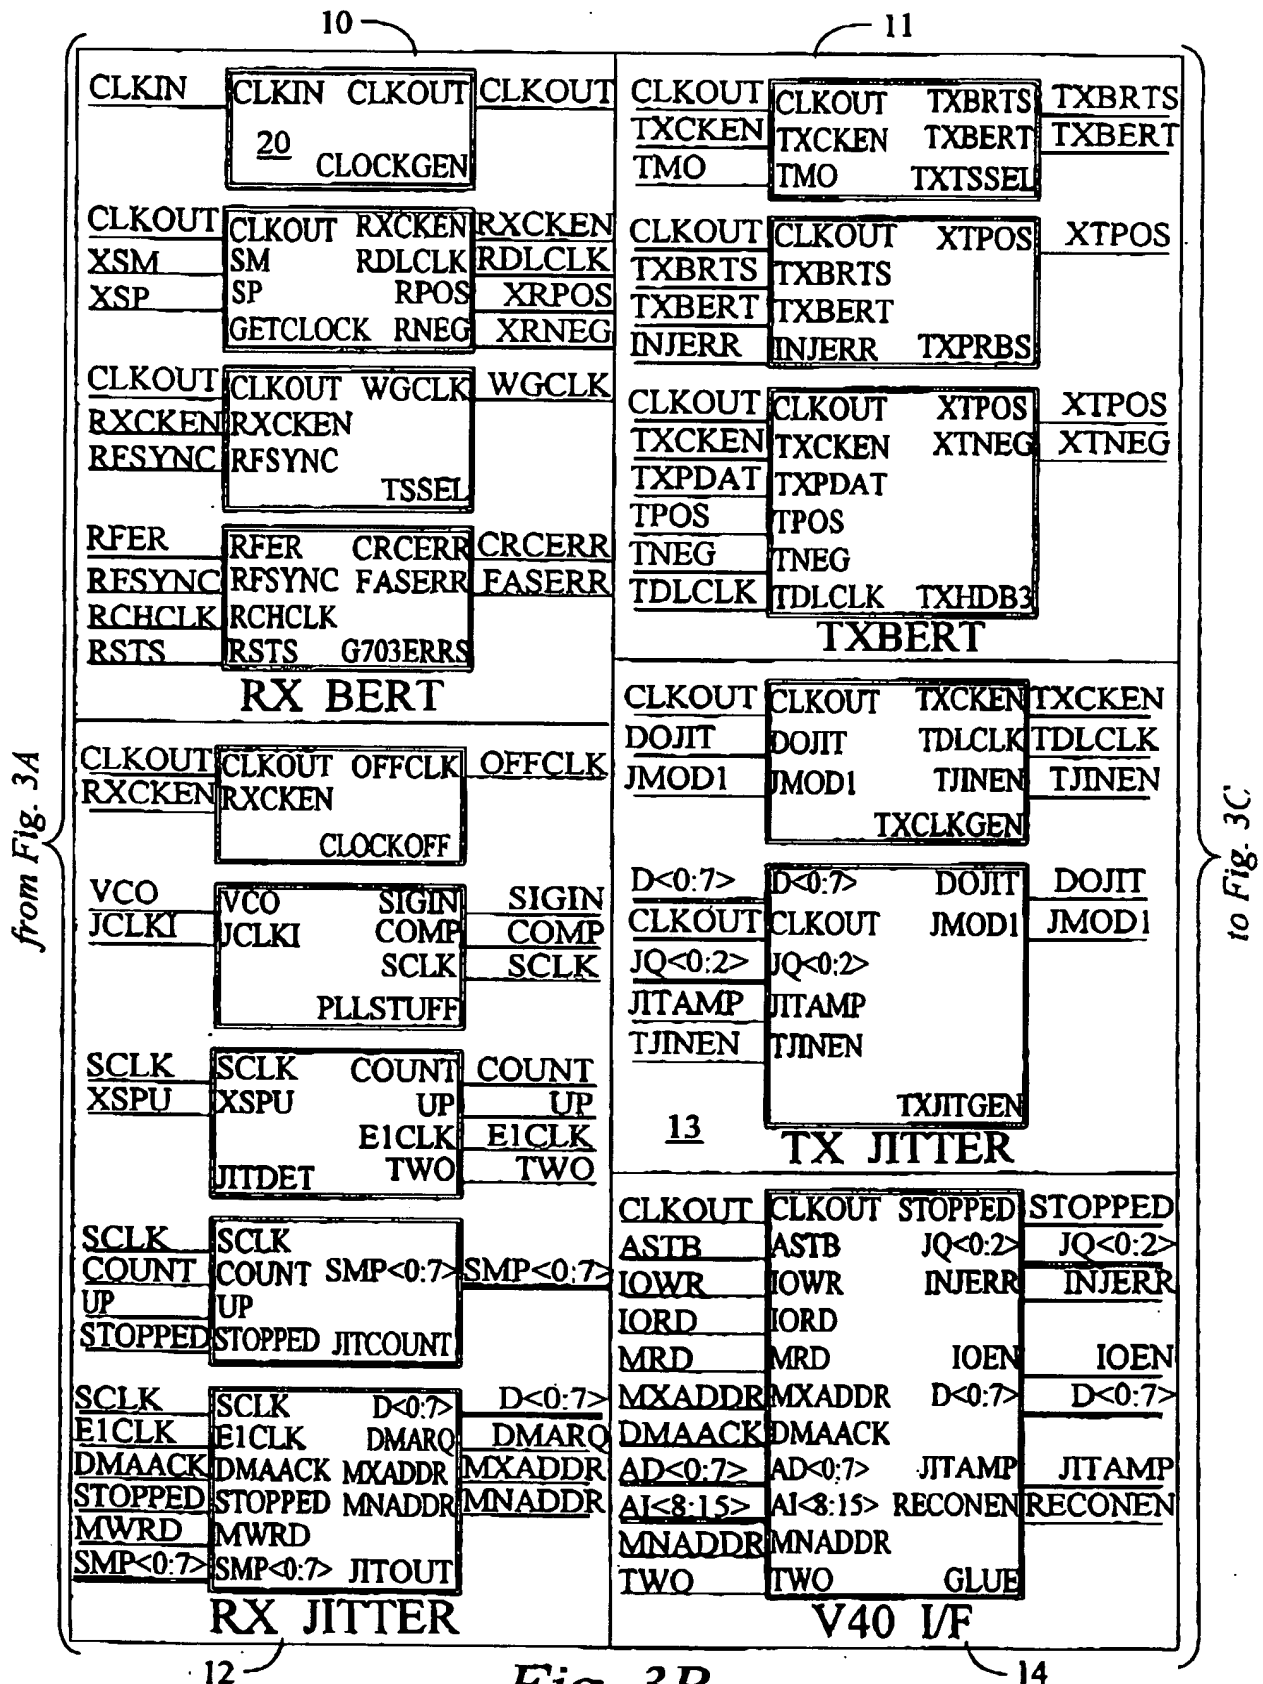 10
11
from Fig. 3A
to Fig. 3C
CLKIN CLKIN CLKOUT CLKOUT
20
CLOCKGEN
CLKOUT CLKOUT RXCKEN RXCKEN
XSM SM RDLCLK RDLCLK
XSP SP RPOS XRPOS
GETCLOCK RNEG XRNEG
CLKOUT CLKOUT WGCLK WGCLK
RXCKEN RXCKEN
RFSYNC RFSYNC
TSSEL
RFER RFER CRCERR CRCERR
RFSYNC RFSYNC FASERR FASERR
RCHCLK RCHCLK
RSTS RSTS G703ERRS
RX BERT
CLKOUT CLKOUT OFFCLK OFFCLK
RXCKEN RXCKEN
CLOCKOFF
VCO VCO SIGIN SIGIN
JCLKI JCLKI COMP COMP
SCLK SCLK
PLLSTUFF
SCLK SCLK COUNT COUNT
XSPU XSPU UP UP
E1CLK E1CLK
JITDET TWO TWO
SCLK SCLK
COUNT COUNT SMP<0:7> SMP<0:7>
UP UP
STOPPED STOPPED JITCOUNT
SCLK SCLK D<0:7> D<0:7>
E1CLK E1CLK DMARQ DMARQ
DMAACK DMAACK MXADDR MXADDR
STOPPED STOPPED MNADDR MNADDR
MWRD MWRD
SMP<0:7> SMP<0:7> JITOUT
RX JITTER
12
CLKOUT CLKOUT TXBRTS TXBRTS
TXCKEN TXCKEN TXBERT TXBERT
TMO TMO TXTSSEL
CLKOUT CLKOUT XTPOS XTPOS
TXBRTS TXBRTS
TXBERT TXBERT
INJERR INJERR TXPRBS
CLKOUT CLKOUT XTPOS XTPOS
TXCKEN TXCKEN XTNEG XTNEG
TXPDAT TXPDAT
TPOS TPOS
TNEG TNEG
TDLCLK TDLCLK TXHDB3
TXBERT
CLKOUT CLKOUT TXCKEN TXCKEN
DOJIT DOJIT TDLCLK TDLCLK
JMOD1 JMOD1 TJINEN TJINEN
TXCLKGEN
D<0:7> D<0:7> DOJIT DOJIT
CLKOUT CLKOUT JMOD1 JMOD1
JQ<0:2> JQ<0:2>
JITAMP JITAMP
TJINEN TJINEN
TXJITGEN
13
TX JITTER
CLKOUT CLKOUT STOPPED STOPPED
ASTB ASTB JQ<0:2> JQ<0:2>
IOWR IOWR INJERR INJERR
IORD IORD
MRD MRD IOEN IOEN
MXADDR MXADDR D<0:7> D<0:7>
DMAACK DMAACK
AD<0:7> AD<0:7> JITAMP JITAMP
AI<8:15> AI<8:15> RECONEN RECONEN
MNADDR MNADDR
TWO TWO GLUE
V40 I/F
14
Fig. 3B